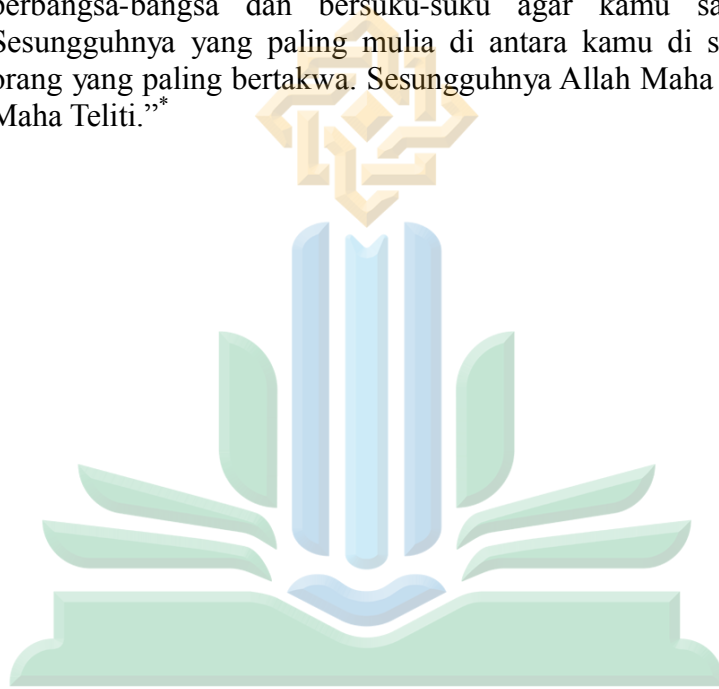 berbangsa-bangsa dan bersuku-suku agar kamu sa
Sesungguhnya yang paling mulia di antara kamu di s
orang yang paling bertakwa. Sesungguhnya Allah Maha
Maha Teliti.”*